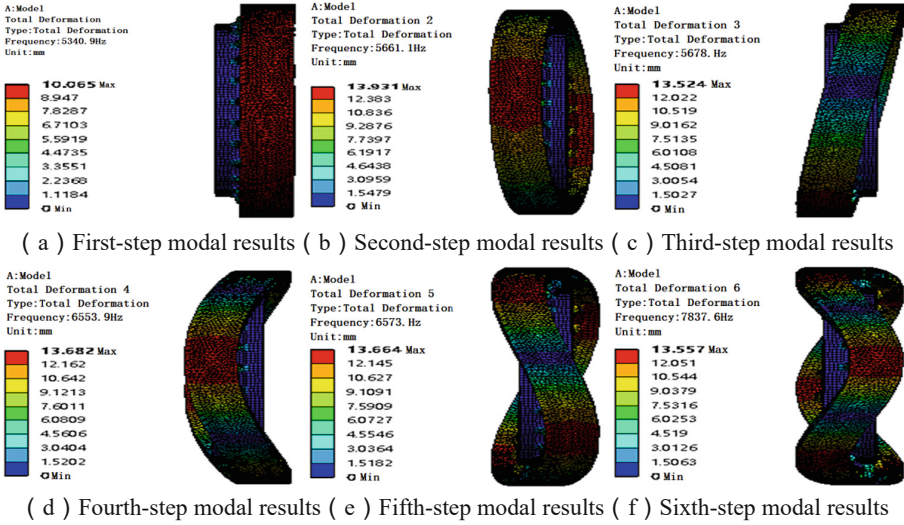 A:Model
Total Deformation
Type:Total Deformation
Frequency:5340.9Hz
Unit:mm
10.065 Max
8.947
7.8287
6.7103
5.5919
4.4735
3.3551
2.2368
1.1184
0 Min
A:Model
Total Deformation 2
Type:Total Deformation
Frequency:5661.1Hz
Unit:mm
13.931 Max
12.383
10.836
9.2876
7.7397
6.1917
4.6438
3.0959
1.5479
0 Min
A:Model
Total Deformation 3
Type:Total Deformation
Frequency:5678. Hz
Unit:mm
13.524 Max
12.022
10.519
9.0162
7.5135
6.0108
4.5081
3.0054
1.5027
0 Min
( a ) First-step modal results ( b ) Second-step modal results ( c ) Third-step modal results
A:Model
Total Deformation 4
Type:Total Deformation
Frequency:6553.9Hz
Unit:mm
13.682 Max
12.162
10.642
9.1213
7.6011
6.0809
4.5606
3.0404
1.5202
0 Min
A:Model
Total Deformation 5
Type:Total Deformation
Frequency:6573. Hz
Unit:mm
13.664 Max
12.145
10.627
9.1091
7.5909
6.0727
4.5546
3.0364
1.5182
0 Min
A:Model
Total Deformation 6
Type:Total Deformation
Frequency:7837.6Hz
Unit:mm
13.557 Max
12.051
10.544
9.0379
7.5316
6.0253
4.519
3.0126
1.5063
0 Min
( d ) Fourth-step modal results ( e ) Fifth-step modal results ( f ) Sixth-step modal results